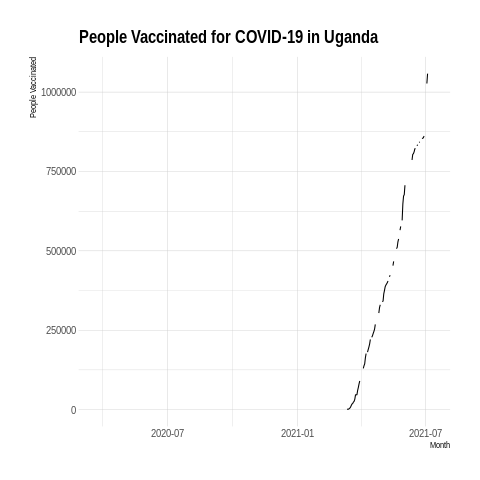 People Vaccinated for COVID-19 in Uganda
People Vaccinated
1000000
750000
500000
250000
0
2020-07
2021-01
2021-07
Month